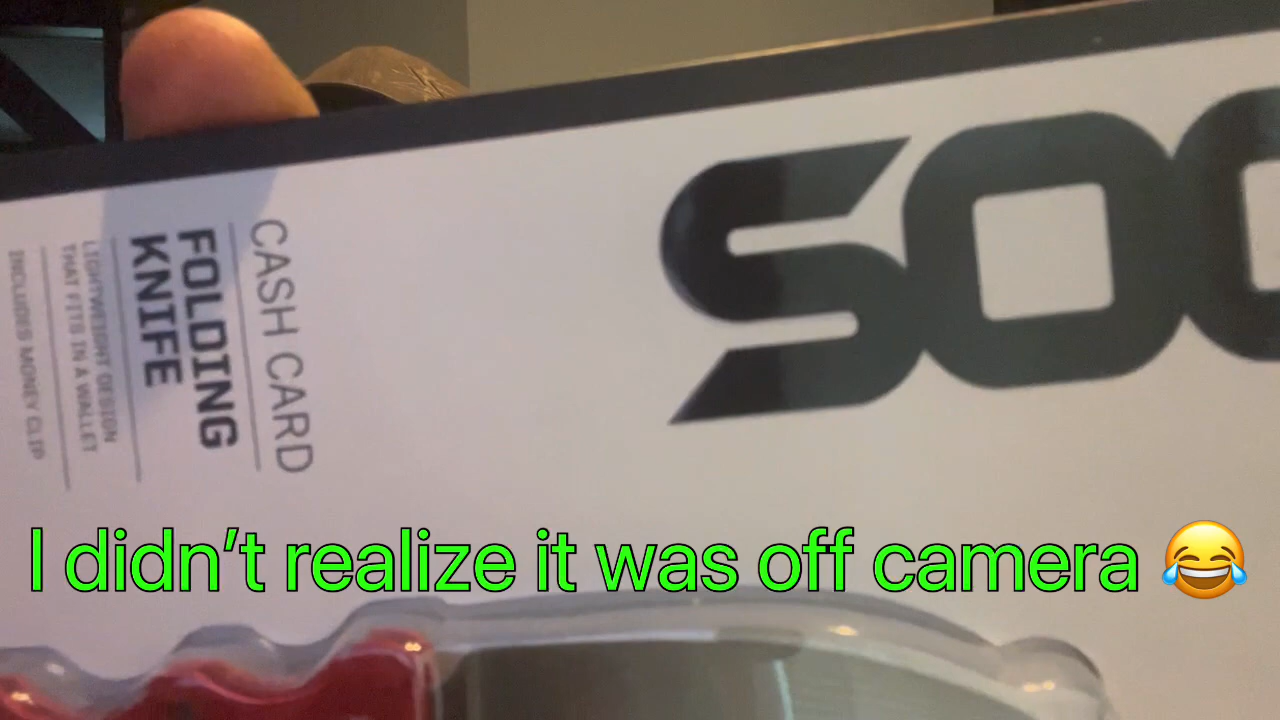 SOG
CASH CARD
FOLDING
KNIFE
LIGHTWEIGHT DESIGN
THAT FITS IN A WALLET
INCLUDES MONEY CLIP
I didn’t realize it was off camera 😂